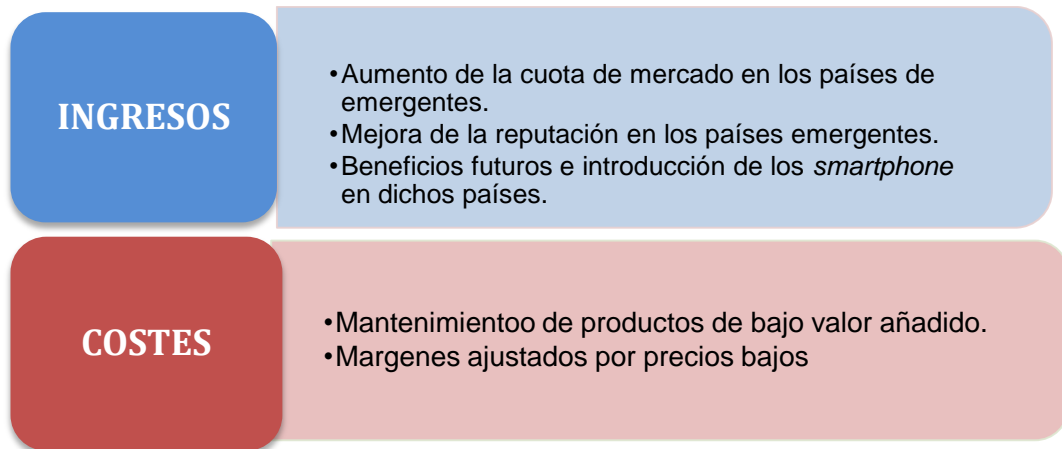 INGRESOS
•Aumento de la cuota de mercado en los países de
emergentes.
•Mejora de la reputación en los países emergentes.
•Beneficios futuros e introducción de los smartphone
en dichos países.
COSTES
•Mantenimientoo de productos de bajo valor añadido.
•Margenes ajustados por precios bajos